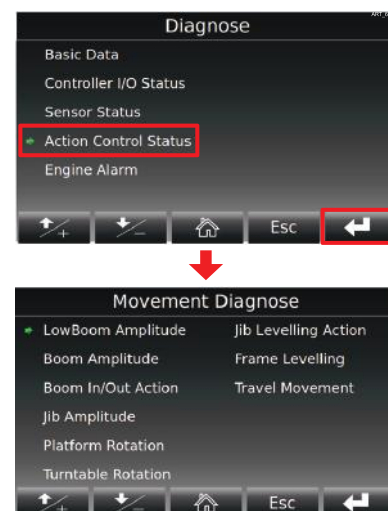 Diagnose
Basic Data
Controller I/O Status
Sensor Status
Action Control Status
Engine Alarm
Esc
Movement Diagnose
LowBoom Amplitude Jib Levelling Action
Boom Amplitude Frame Levelling
Boom In/Out Action Travel Movement
Jib Amplitude
Platform Rotation
Turntable Rotation
Esc